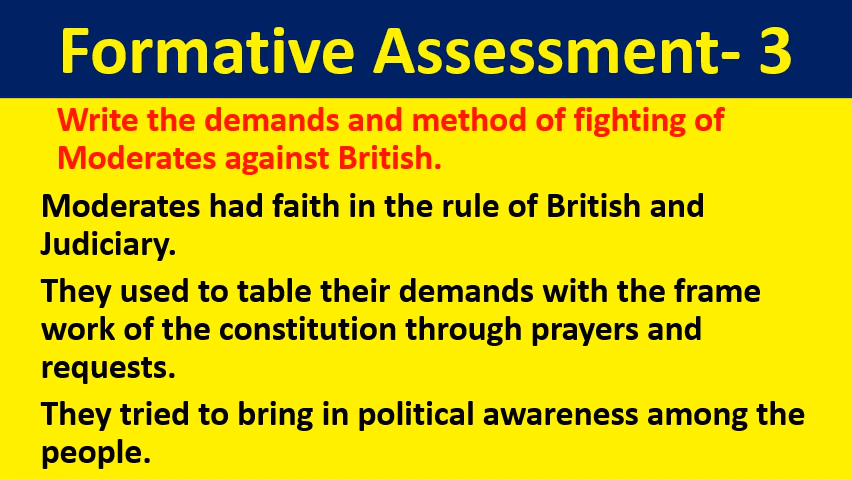 Formative Assessment- 3
Write the demands and method of fighting of
Moderates against British.
Moderates had faith in the rule of British and
Judiciary.
They used to table their demands with the frame
work of the constitution through prayers and
requests.
They tried to bring in political awareness among the
people.